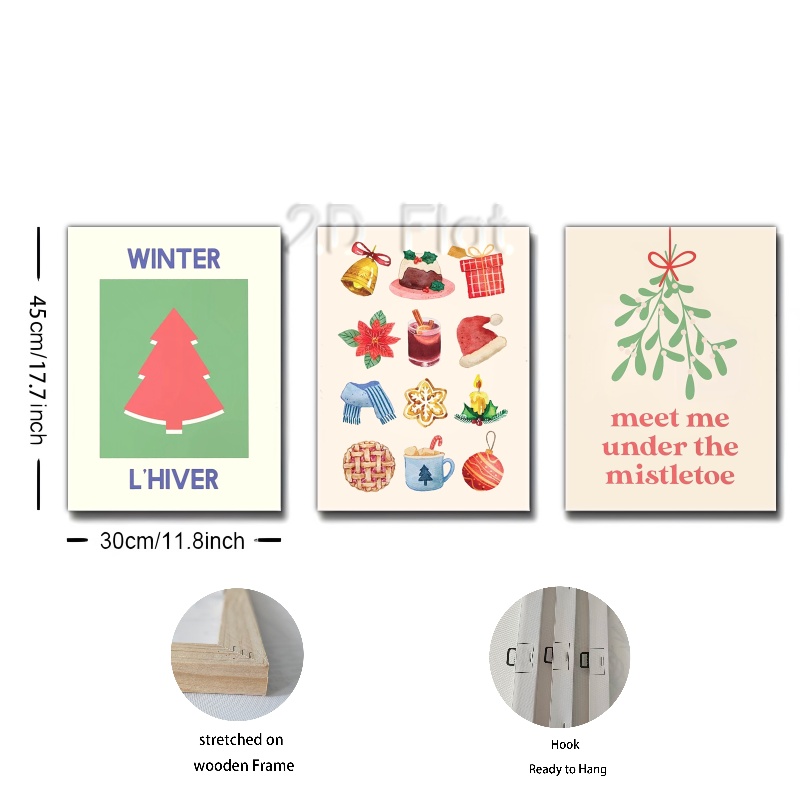 2D Flat
WINTER
L'HIVER
meet me
under the
mistletoe
45cm/17.7inch
30cm/11.8inch
stretched on
wooden Frame
Hook
Ready to Hang